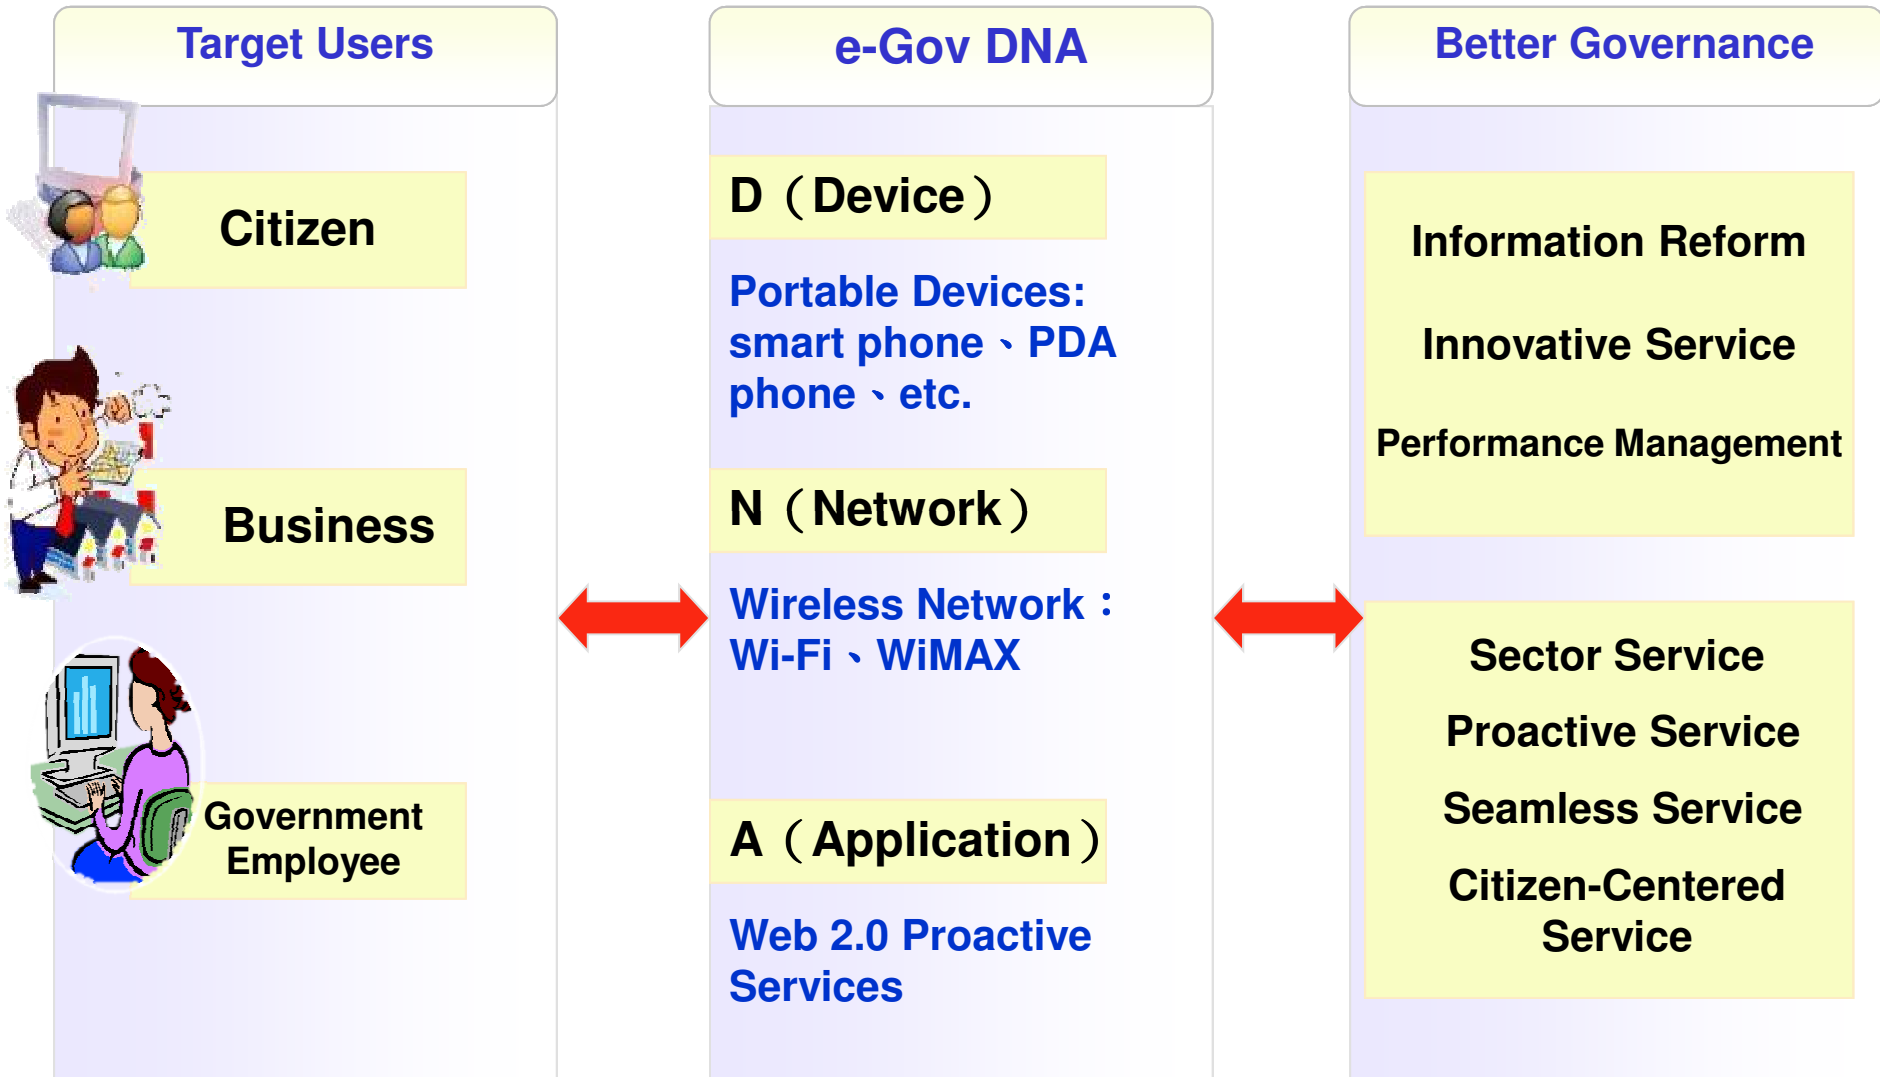 Target Users
Citizen
Business
Government
Employee
e-Gov DNA
D（Device）
Portable Devices:
smart phone、PDA
phone、etc.
N（Network）
Wireless Network：
Wi-Fi、WiMAX
A（Application）
Web 2.0 Proactive
Services
Better Governance
Information Reform
Innovative Service
Performance Management
Sector Service
Proactive Service
Seamless Service
Citizen-Centered
Service